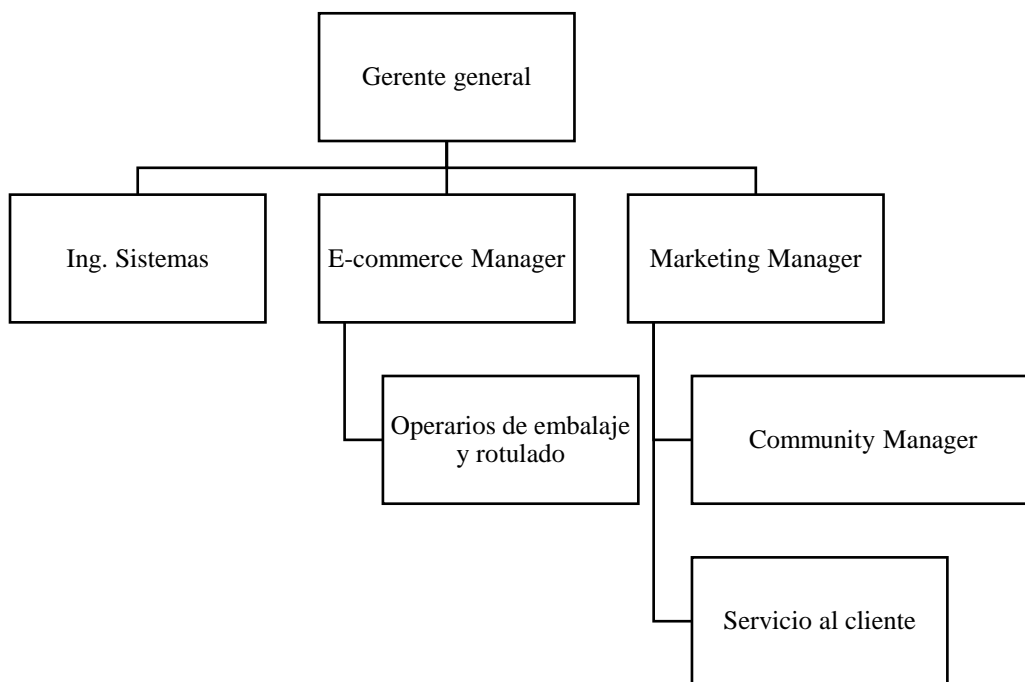 Gerente general
Ing. Sistemas
E-commerce Manager
Marketing Manager
Operarios de embalaje
y rotulado
Community Manager
Servicio al cliente